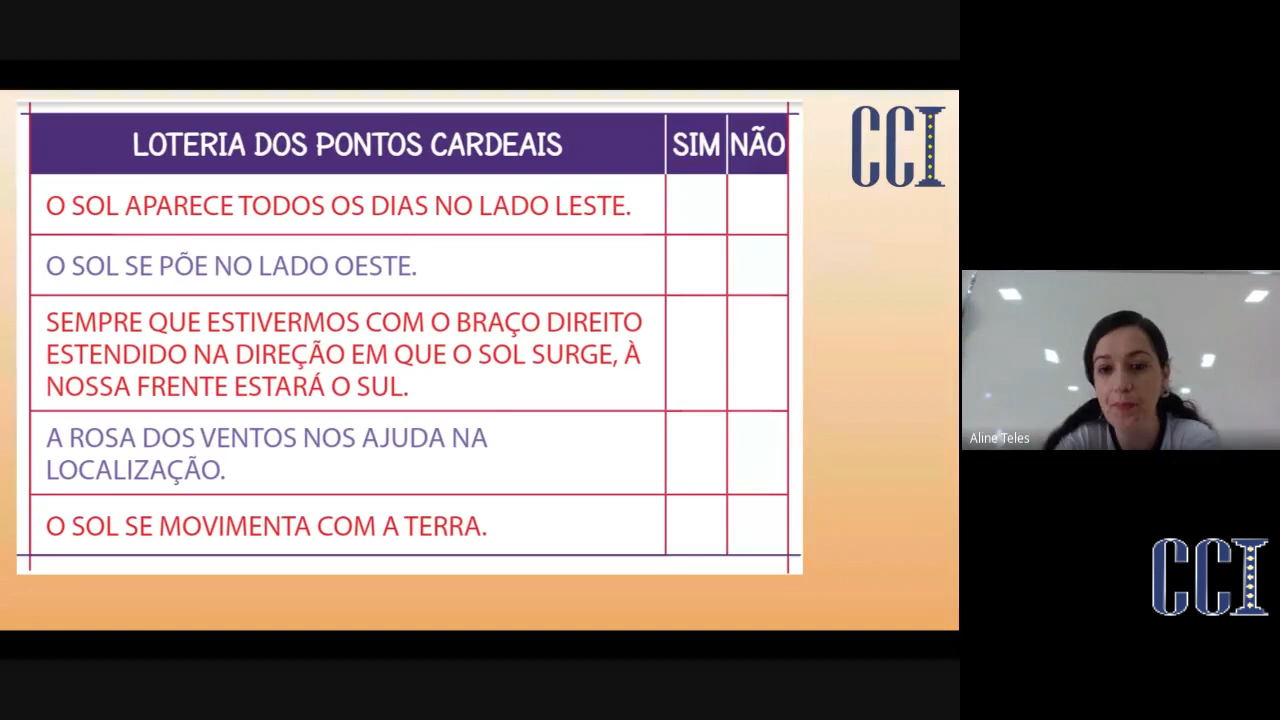 LOTERIA DOS PONTOS CARDEAIS SIM NÃO
O SOL APARECE TODOS OS DIAS NO LADO LESTE.
O SOL SE PÕE NO LADO OESTE.
SEMPRE QUE ESTIVERMOS COM O BRAÇO DIREITO
ESTENDIDO NA DIREÇÃO EM QUE O SOL SURGE, À
NOSSA FRENTE ESTARÁ O SUL.
A ROSA DOS VENTOS NOS AJUDA NA
LOCALIZAÇÃO.
O SOL SE MOVIMENTA COM A TERRA.
CCI
Aline Teles
CCI